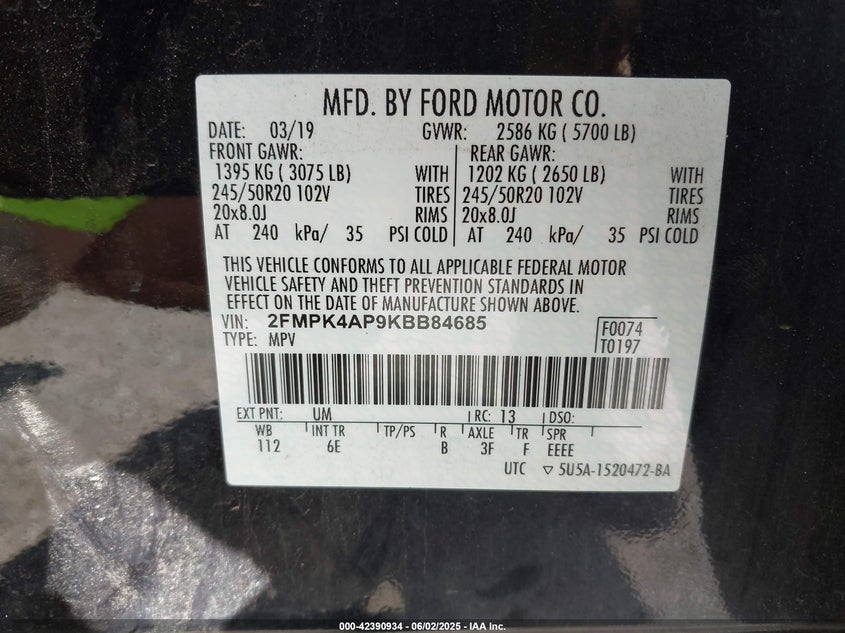 MFD. BY FORD MOTOR CO.
DATE: 03/19 GVWR: 2586 KG ( 5700 LB)
FRONT GAWR: REAR GAWR:
1395 KG ( 3075 LB) WITH 1202 KG ( 2650 LB) WITH
245/50R20 102V TIRES 245/50R20 102V TIRES
20x8.0J RIMS 20x8.0J RIMS
AT 240 kPa/ 35 PSI COLD AT 240 kPa/ 35 PSI COLD
THIS VEHICLE CONFORMS TO ALL APPLICABLE FEDERAL MOTOR
VEHICLE SAFETY AND THEFT PREVENTION STANDARDS IN
EFFECT ON THE DATE OF MANUFACTURE SHOWN ABOVE.
VIN: 2FMPK4AP9KBB84685 F0074
TYPE: MPV T0197
EXT PNT: UM RC: 13 DSO:
WB INT TR TP/PS R AXLE TR SPR
112 6E B 3F F EEEE
UTC ▽ 5U5A-1520472-BA
000-42390934 - 06/02/2025 - IAA Inc.